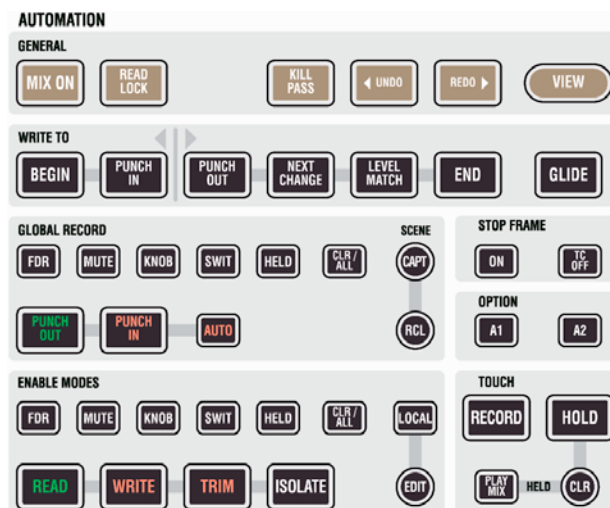 AUTOMATION
GENERAL
MIX ON
READ
LOCK
KILL
PASS
UNDO
REDO
VIEW
WRITE TO
BEGIN
PUNCH
IN
PUNCH
OUT
NEXT
CHANGE
LEVEL
MATCH
END
GLIDE
GLOBAL RECORD
SCENE
FDR
MUTE
KNOB
SWIT
HELD
CLR/
ALL
CAPT
PUNCH
OUT
PUNCH
IN
AUTO
RCL
STOP FRAME
ON
TC
OFF
OPTION
A1
A2
ENABLE MODES
FDR
MUTE
KNOB
SWIT
HELD
CLR/
ALL
LOCAL
READ
WRITE
TRIM
ISOLATE
EDIT
TOUCH
RECORD
HOLD
PLAY
MIX
HELD
CLR